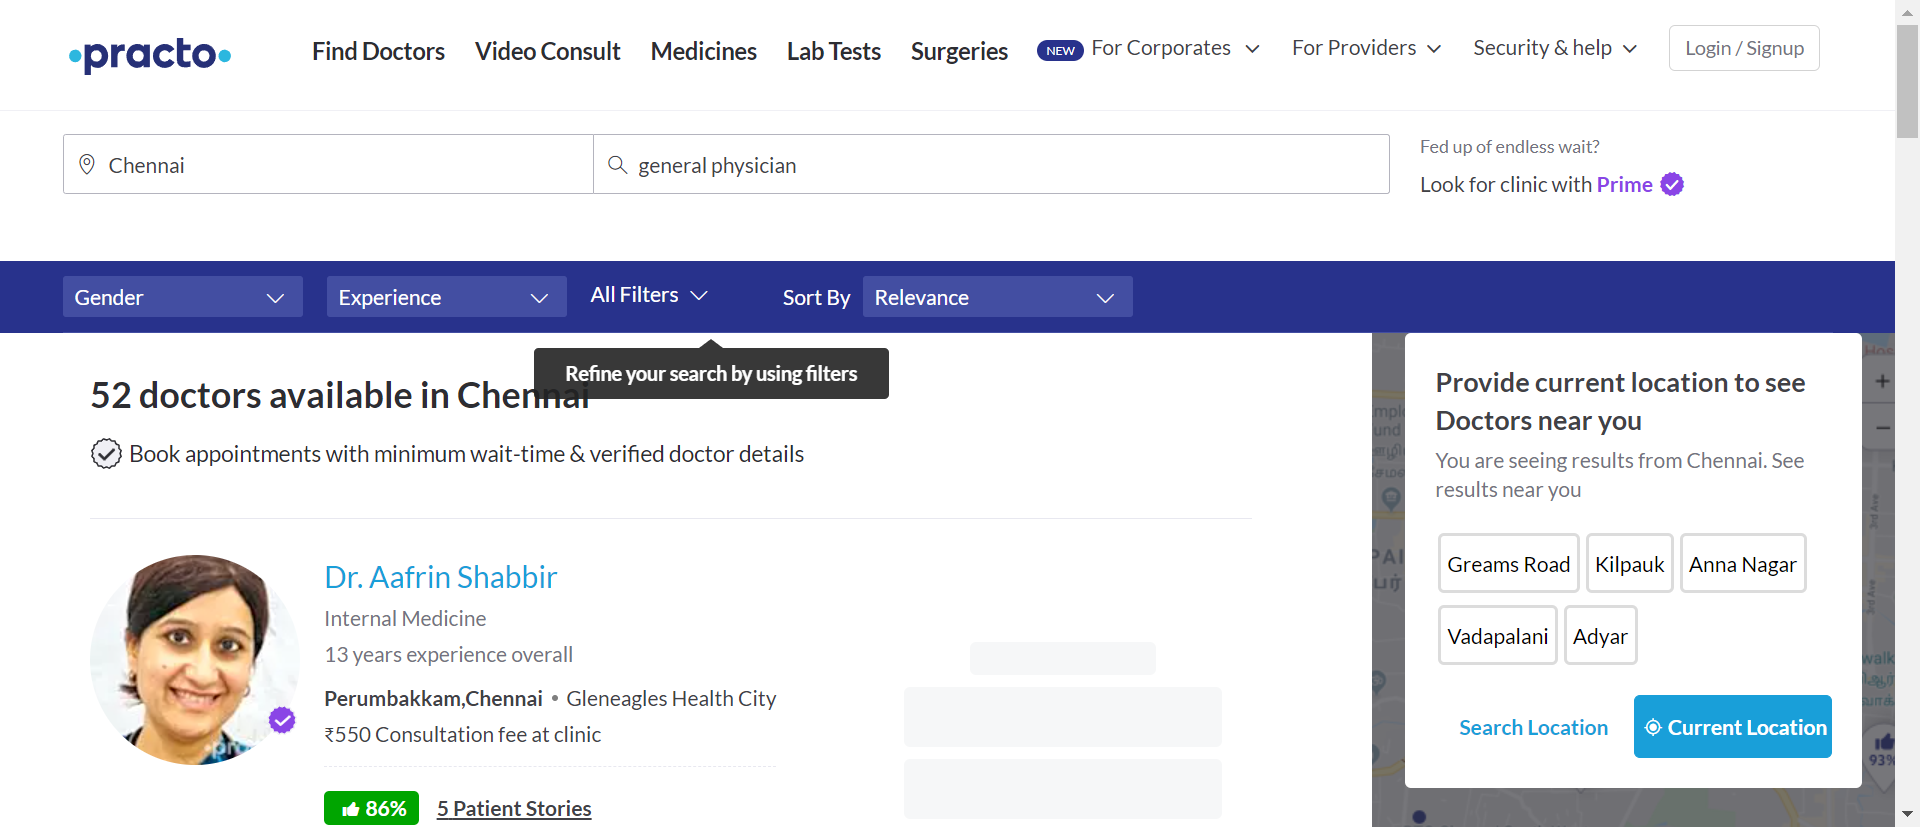 practo
Find Doctors
Video Consult
Medicines
Lab Tests
Surgeries
NEW For Corporates
For Providers
Security & help
Login / Signup
Chennai
general physician
Fed up of endless wait?
Look for clinic with Prime
Gender
Experience
All Filters
Sort By
Relevance
Refine your search by using filters
52 doctors available in Chennai
Book appointments with minimum wait-time & verified doctor details
Dr. Aafrin Shabbir
Internal Medicine
13 years experience overall
Perumbakkam,Chennai • Gleneagles Health City
₹550 Consultation fee at clinic
86%
5 Patient Stories
Provide current location to see
Doctors near you
You are seeing results from Chennai. See
results near you
Greams Road
Kilpauk
Anna Nagar
Vadapalani
Adyar
Search Location
Current Location
3rd Ave
3rd Ave
93%